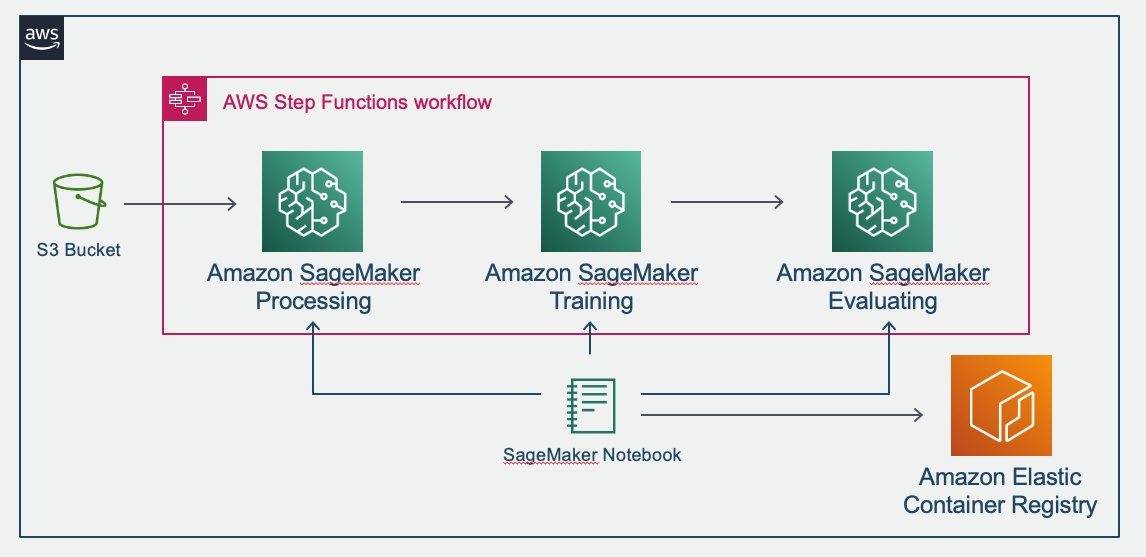 aws
AWS Step Functions workflow
S3 Bucket
Amazon SageMaker
Processing
Amazon SageMaker
Training
Amazon SageMaker
Evaluating
SageMaker Notebook
Amazon Elastic
Container Registry